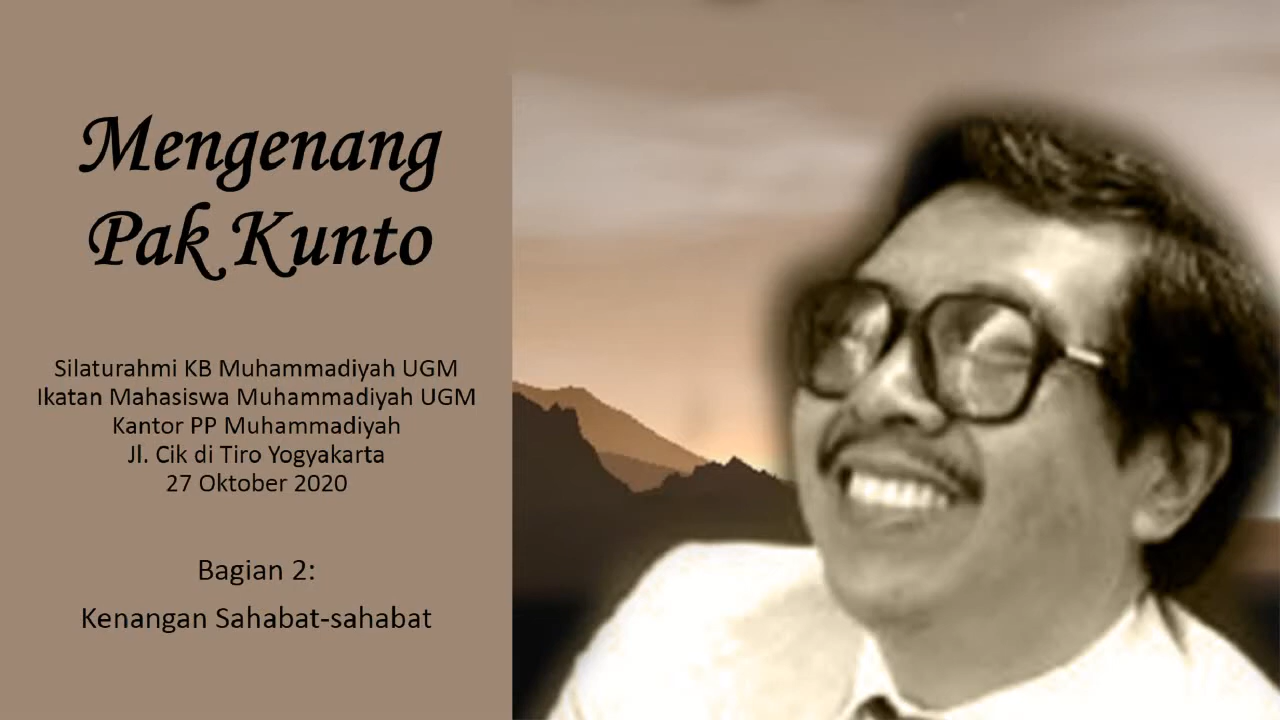 Mengenang
Pak Kunto
Silaturahmi KB Muhammadiyah UGM
Ikatan Mahasiswa Muhammadiyah UGM
Kantor PP Muhammadiyah
Jl. Cik di Tiro Yogyakarta
27 Oktober 2020
Bagian 2:
Kenangan Sahabat-sahabat